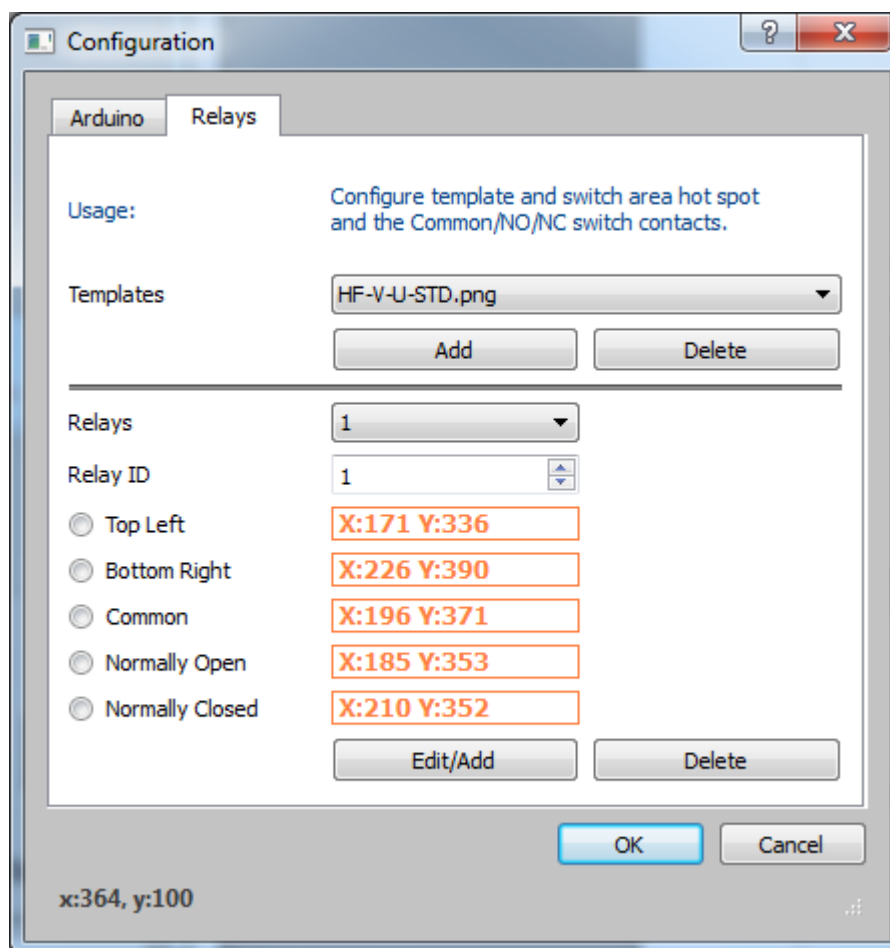 Configuration
Arduino Relays
Usage: Configure template and switch area hot spot
and the Common/NO/NC switch contacts.
Templates HF-V-U-STD.png
Add Delete
Relays 1
Relay ID 1
Top Left X:171 Y:336
Bottom Right X:226 Y:390
Common X:196 Y:371
Normally Open X:185 Y:353
Normally Closed X:210 Y:352
Edit/Add Delete
OK Cancel
x:364, y:100